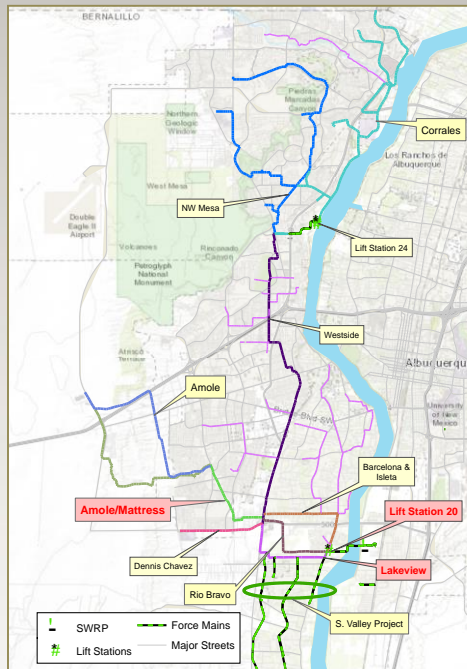 BERNALILLO
Piedras
Marcadas
Canyon
Northern
Geologic
Window
Corrales
Los Ranchos de
Albuquerque
West Mesa
NW Mesa
Double
Eagle II
Airport
Volcanoes
Rinconado
Canyon
Lift Station 24
Petroglyph
National
Monument
Westside
Atrisco
Terrace
Albuquerque
Amole
University
of New
Mexico
Blvd SW
Barcelona &
Isleta
Amole/Mattress
Lift Station 20
Dennis Chavez
Lakeview
Rio Bravo
S. Valley Project
SWRP
Force Mains
Lift Stations
Major Streets